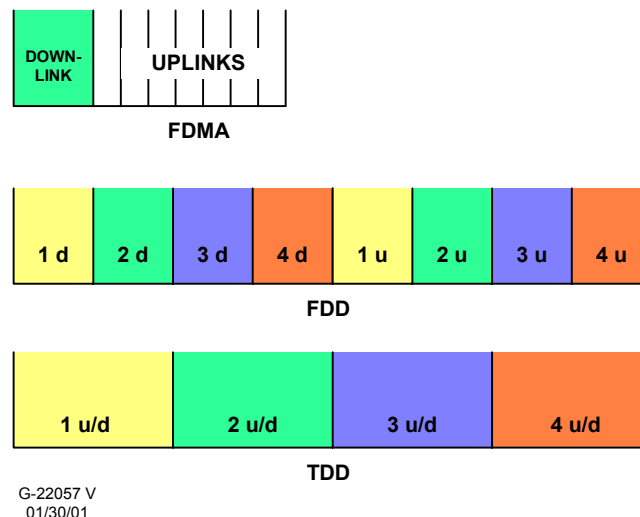 DOWN-
LINK
UPLINKS
FDMA
1 d 2 d 3 d 4 d 1 u 2 u 3 u 4 u
FDD
1 u/d 2 u/d 3 u/d 4 u/d
TDD
G-22057 V
01/30/01